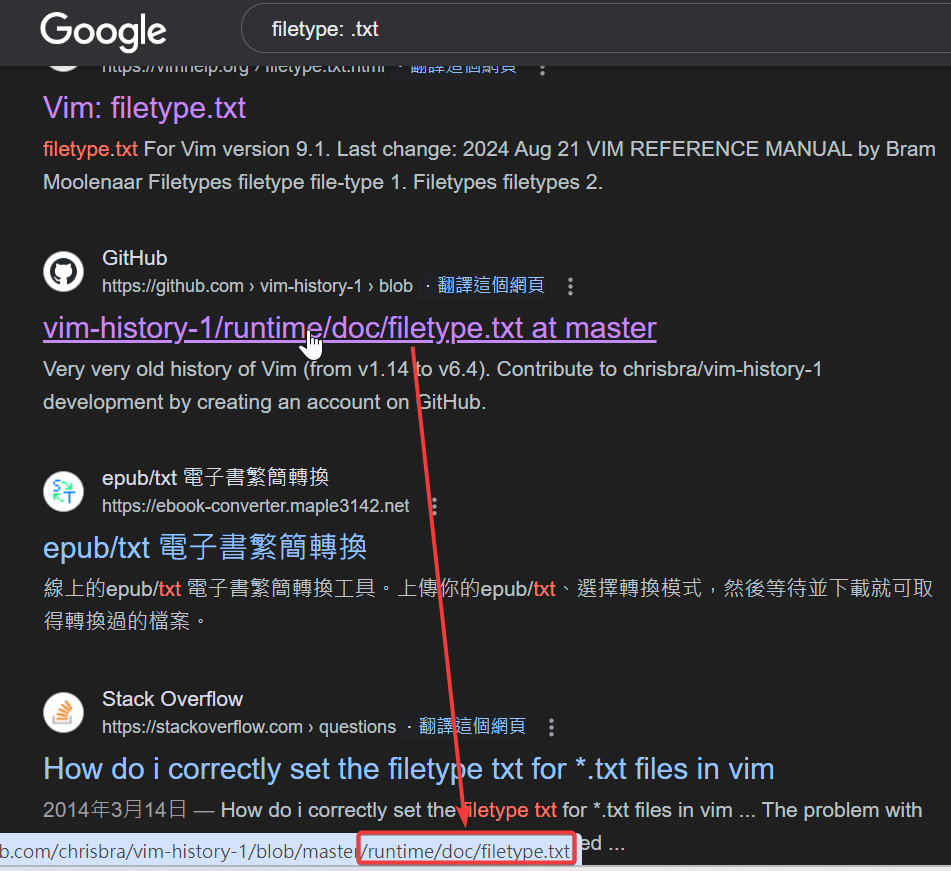 Google
filetype: .txt
https://vimhelp.org › filetype.txt.html · 翻譯這個網頁
Vim: filetype.txt
filetype.txt For Vim version 9.1. Last change: 2024 Aug 21 VIM REFERENCE MANUAL by Bram
Moolenaar Filetypes filetype file-type 1. Filetypes filetypes 2.
GitHub
https://github.com › vim-history-1 › blob · 翻譯這個網頁
vim-history-1/runtime/doc/filetype.txt at master
Very very old history of Vim (from v1.14 to v6.4). Contribute to chrisbra/vim-history-1
development by creating an account on GitHub.
epub/txt 電子書繁簡轉換
https://ebook-converter.maple3142.net
epub/txt 電子書繁簡轉換
線上的epub/txt 電子書繁簡轉換工具。上傳你的epub/txt、選擇轉換模式，然後等待並下載就可取
得轉換過的檔案。
Stack Overflow
https://stackoverflow.com › questions · 翻譯這個網頁
How do i correctly set the filetype txt for *.txt files in vim
2014年3月14日 — How do i correctly set the filetype txt for *.txt files in vim ... The problem with
ed ...
b.com/chrisbra/vim-history-1/blob/master/runtime/doc/filetype.txt